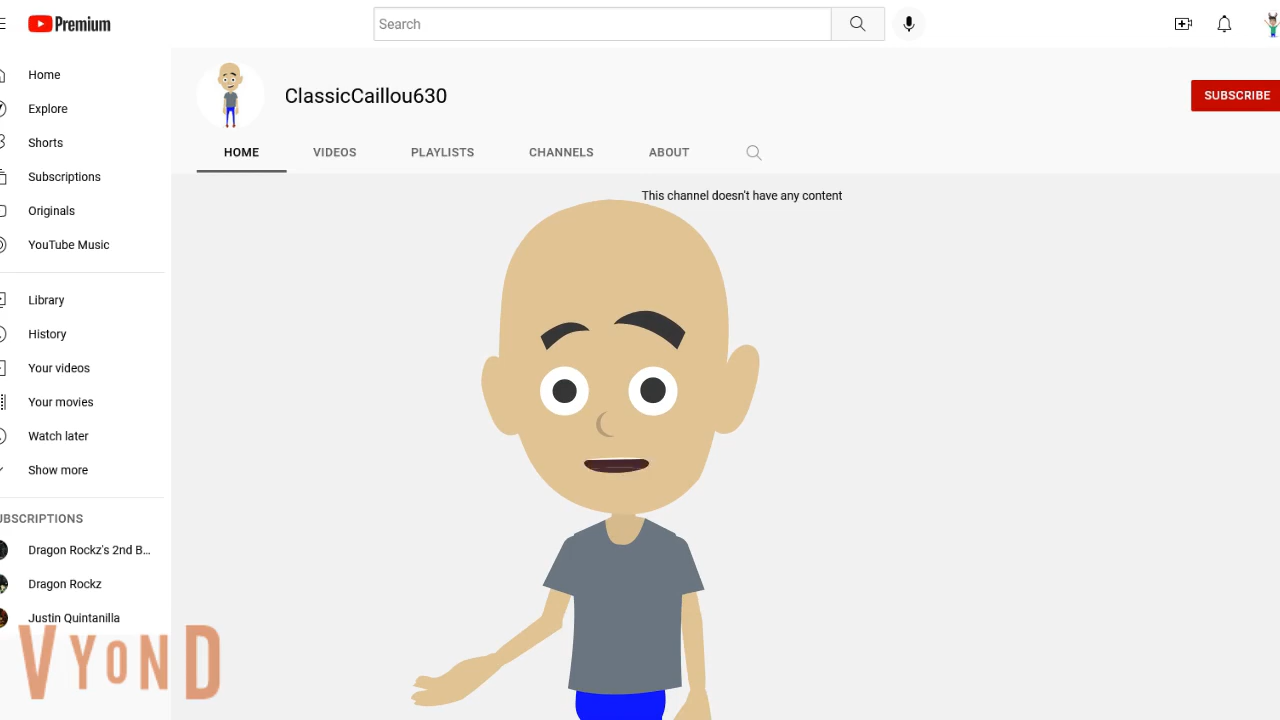 Premium
Search
ClassicCaillou630
SUBSCRIBE
HOME VIDEOS PLAYLISTS CHANNELS ABOUT
This channel doesn't have any content
Home
Explore
Shorts
Subscriptions
Originals
YouTube Music
Library
History
Your videos
Your movies
Watch later
Show more
UBSCRIPTIONS
Dragon Rockz's 2nd B...
Dragon Rockz
Justin Quintanilla
VYOND